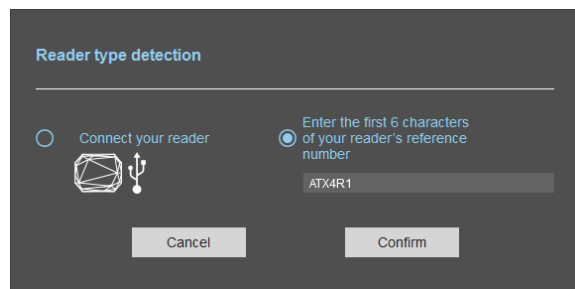 Reader type detection
Connect your reader
Enter the first 6 characters
of your reader's reference
number
ATX4R1
Cancel
Confirm